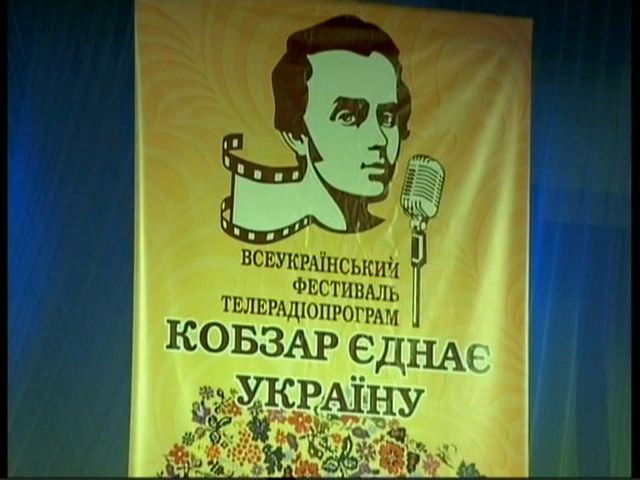 ВСЕУКРАЇНСЬКИЙ
ФЕСТИВАЛЬ
ТЕЛЕРАДІОПРОГРАМ
КОБЗАР ЄДНАЄ
УКРАЇНУ